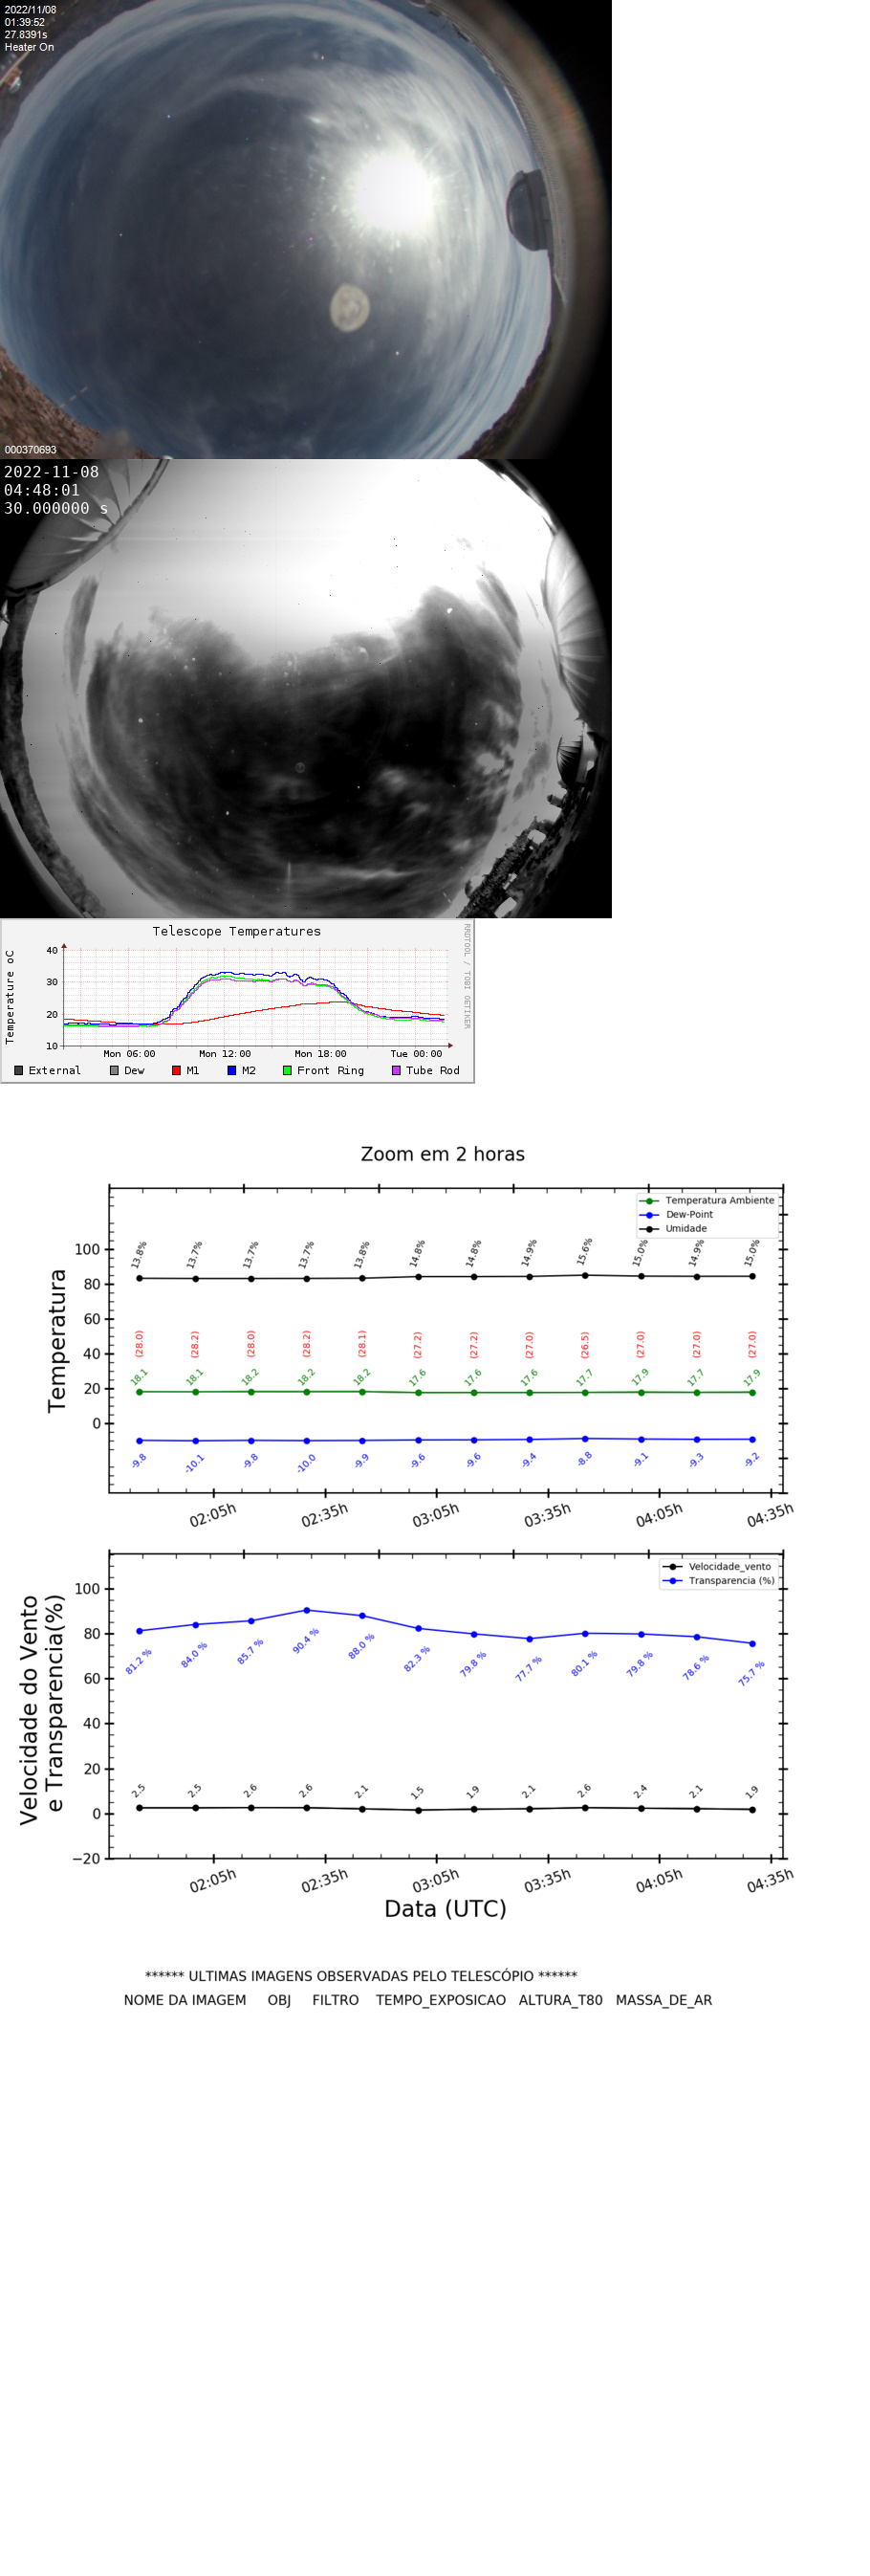 2022/11/08
01:39:52
27.8391s
Heater On
000370693
2022-11-08
04:48:01
30.000000 s
Telescope Temperatures
RRDTOOL / TOBI OETIKER
Temperature oC
40
30
20
10
Mon 06:00 Mon 12:00 Mon 18:00 Tue 00:00
External Dew M1 M2 Front Ring Tube Rod
Zoom em 2 horas
Temperatura Ambiente
Dew-Point
Umidade
Temperatura
100
80
60
40
20
0
13.8% 13.7% 13.7% 13.7% 13.8% 14.8% 14.8% 14.9% 15.6% 15.0% 14.9% 15.0%
(28.0) (28.2) (28.0) (28.2) (28.1) (27.2) (27.2) (27.0) (26.5) (27.0) (27.0) (27.0)
18.1 18.1 18.2 18.2 18.2 17.6 17.6 17.6 17.7 17.9 17.7 17.9
-9.8 -10.1 -9.8 -10.0 -9.9 -9.6 -9.6 -9.4 -8.8 -9.1 -9.3 -9.2
02:05h 02:35h 03:05h 03:35h 04:05h 04:35h
Velocidade_vento
Transparencia (%)
Velocidade do Vento
e Transparencia(%)
100
80
60
40
20
0
−20
81.2 % 84.0 % 85.7 % 90.4 % 88.0 % 82.3 % 79.8 % 77.7 % 80.1 % 79.8 % 78.6 % 75.7 %
2.5 2.5 2.6 2.6 2.1 1.5 1.9 2.1 2.6 2.4 2.1 1.9
02:05h 02:35h 03:05h 03:35h 04:05h 04:35h
Data (UTC)
****** ULTIMAS IMAGENS OBSERVADAS PELO TELESCÓPIO ******
NOME DA IMAGEM OBJ FILTRO TEMPO_EXPOSICAO ALTURA_T80 MASSA_DE_AR